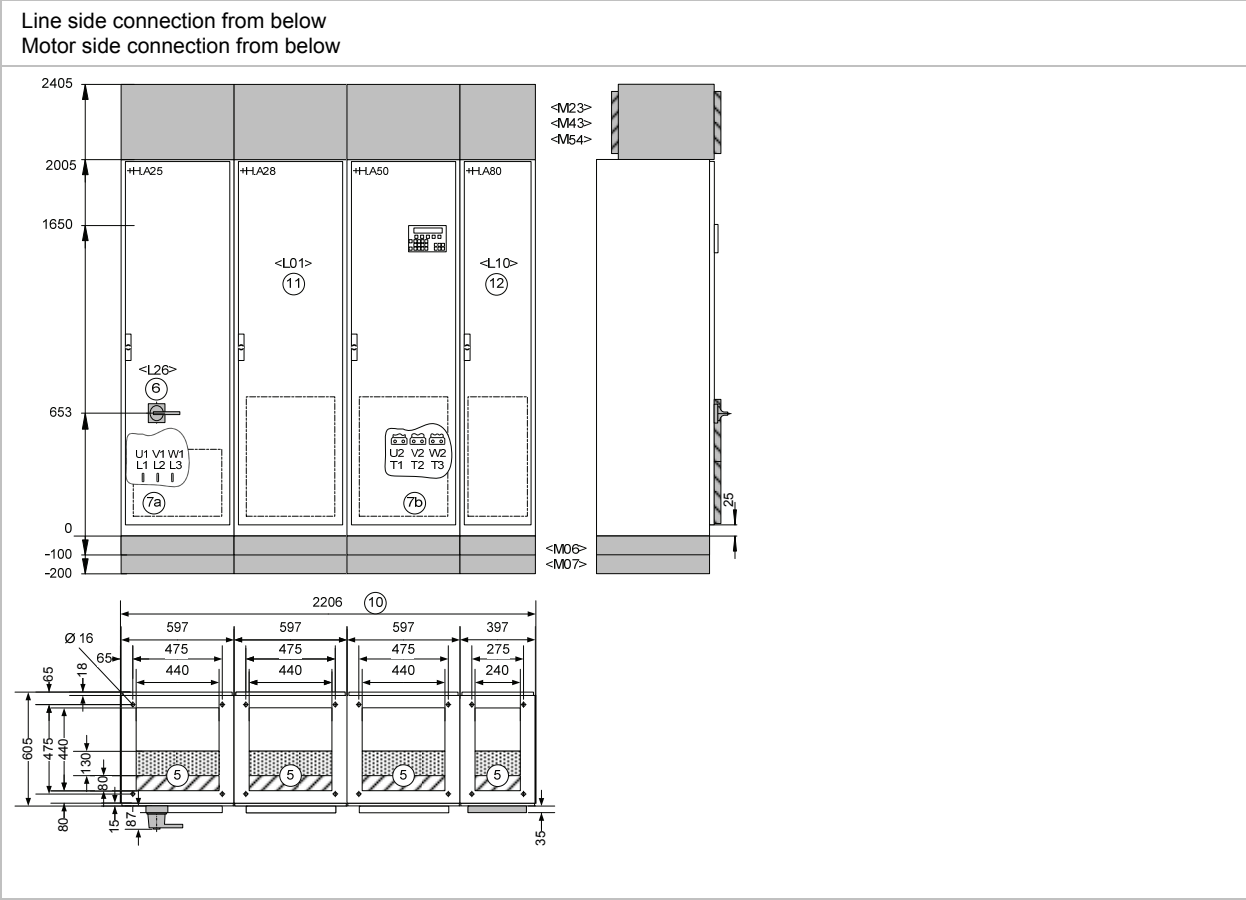 Line side connection from below
Motor side connection from below
2405
<M23>
<M43>
<M54>
2005
+H.A25
+H.A28
+H.A50
+H.A80
1650
<L01>
11
<L10>
12
<L26>
6
653
U1 V1 W1
L1 L2 L3
7a
U2 V2 W2
T1 T2 T3
7b
25
0
-100
-200
<M06>
<M07>
2206 10
597 597 597 397
Ø 16
65
475 475 475 275
440 440 440 240
65
18
605
475
440
130
80
5 5 5 5
80
15
87
35